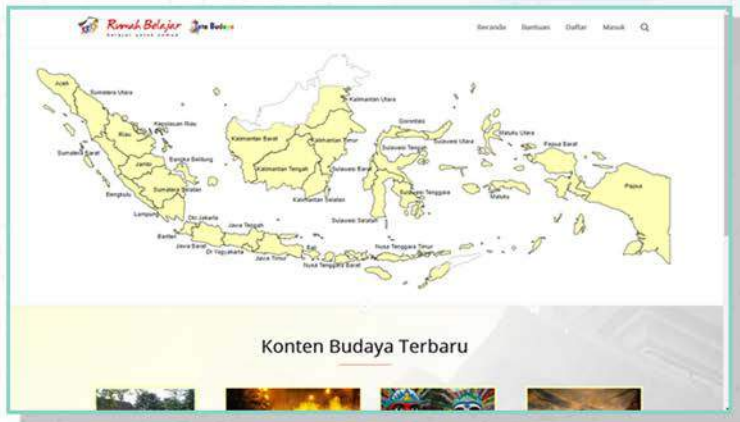 Rumah Belajar
belajar untuk semua
Peta Budaya
Beranda Bantuan Daftar Masuk
Aceh
Sumatera Utara
Kalimantan Utara
Gorontalo
Kepulauan Riau
Riau
Kalimantan Barat
Kalimantan Timur
Sulawesi Tengah
Sulawesi Utara
Maluku Utara
Papua Barat
Sumatera Barat
Jambi
Bangka Belitung
Kalimantan Tengah
Sulawesi Barat
Papua
Bengkulu
Sumatera Selatan
Kalimantan Selatan
Sulawesi Tenggara
Maluku
Lampung
Dki Jakarta
Jawa Tengah
Sulawesi Selatan
Banten
Jawa Barat
Di Yogyakarta
Jawa Timur
Bali
Nusa Tenggara Timur
Nusa Tenggara Barat
Konten Budaya Terbaru